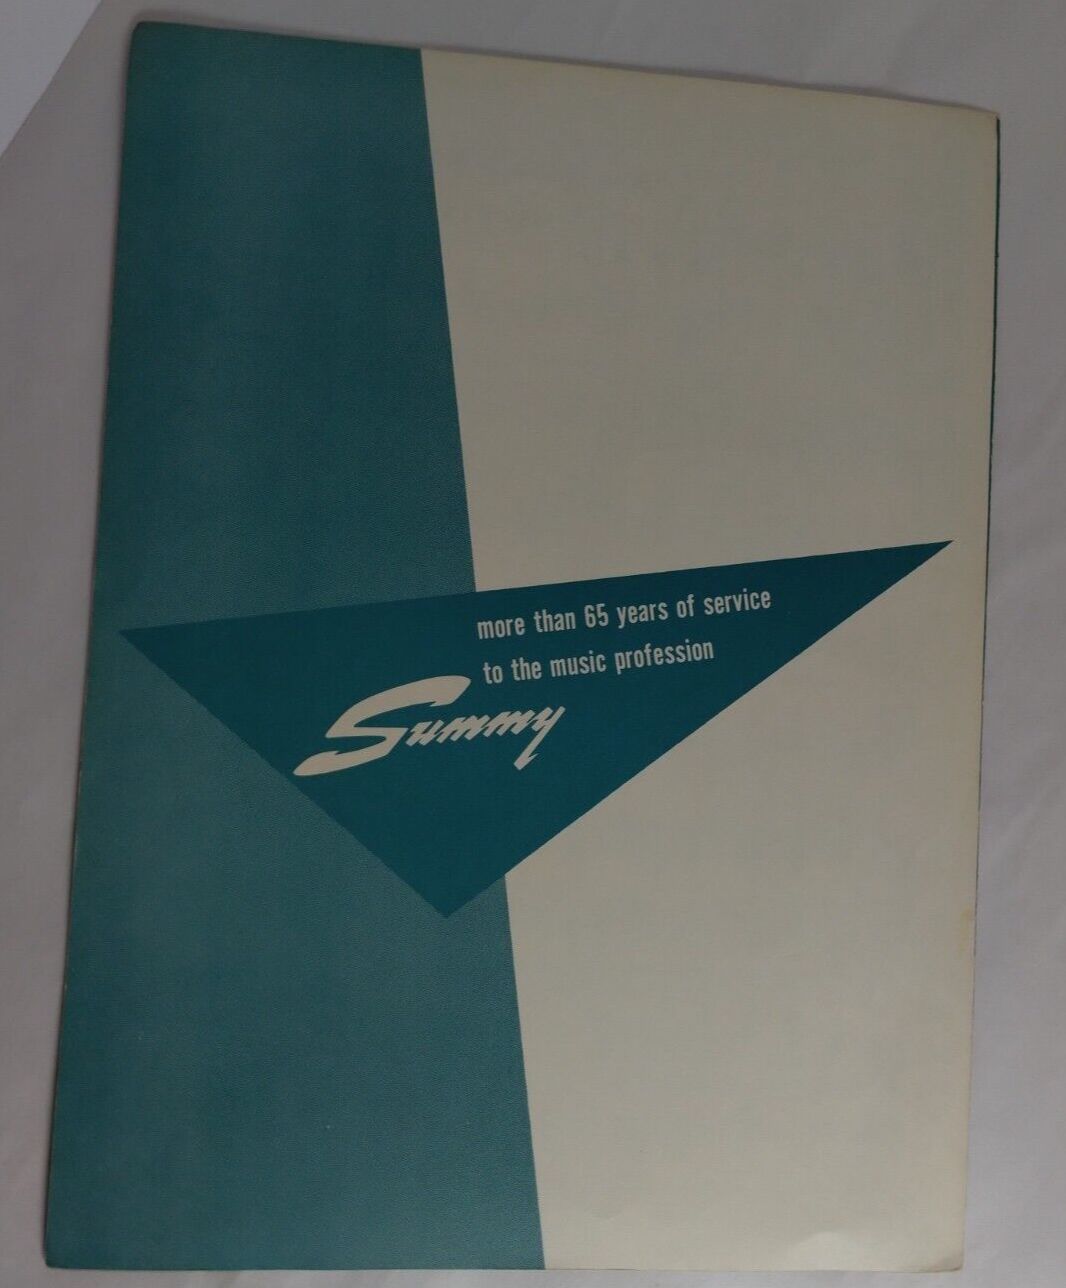 more than 65 years of service
to the music profession
Summy